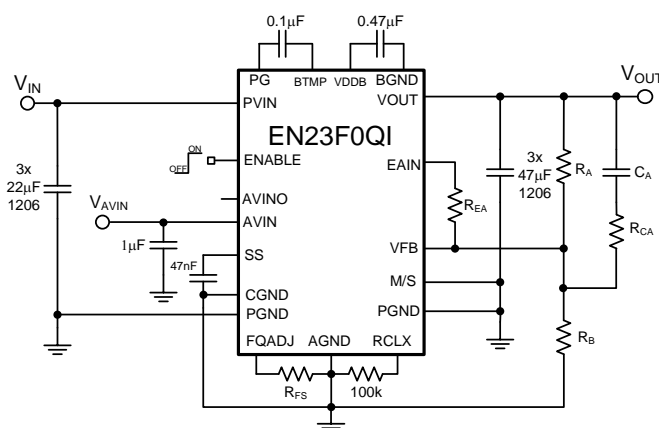 0.1µF
0.47µF
PG
BTMP
VDDB
BGND
VIN
VOUT
PVIN
VOUT
EN23F0QI
ON
OFF
ENABLE
EAIN
3x
22µF
1206
3x
47µF
1206
RA
CA
REA
RCA
VAVIN
AVINO
AVIN
1µF
SS
VFB
47nF
CGND
M/S
PGND
PGND
RB
FQADJ
AGND
RCLX
RFS
100k